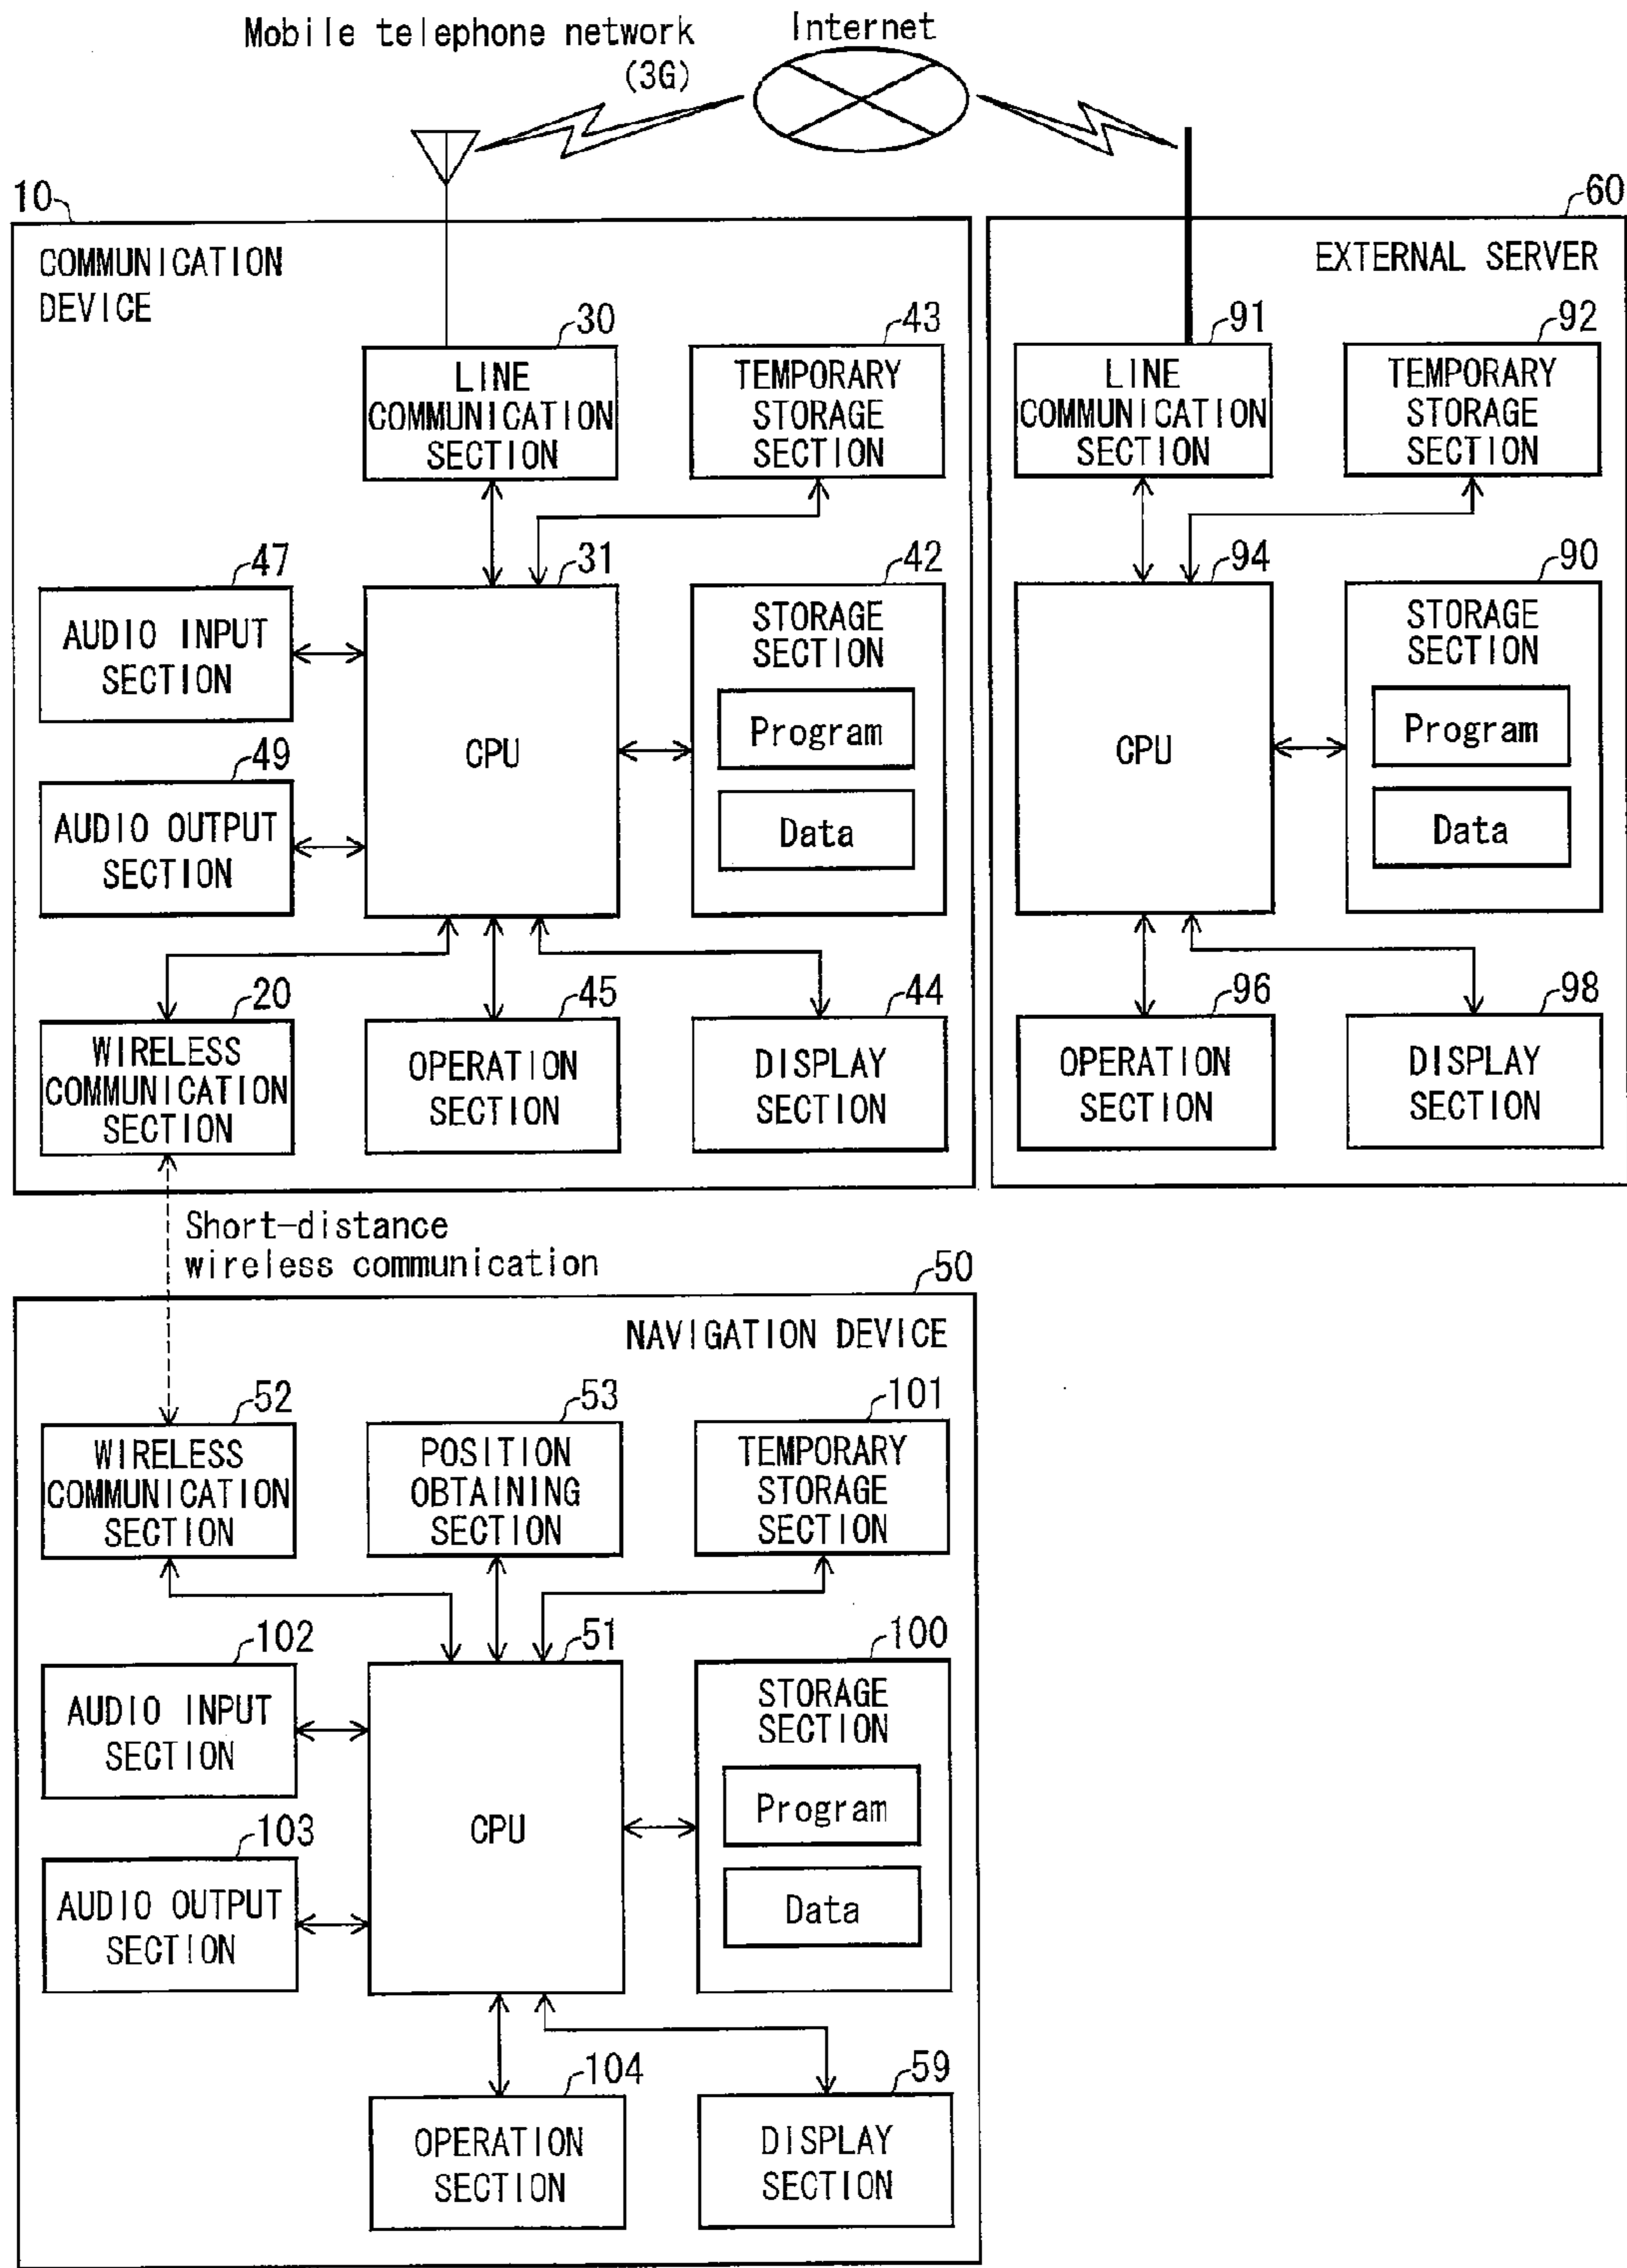 Mobile telephone network
(3G)
Internet
10
COMMUNICATION
DEVICE
30
LINE
COMMUNICATION
SECTION
43
TEMPORARY
STORAGE
SECTION
47
AUDIO INPUT
SECTION
31
CPU
42
STORAGE
SECTION
Program
Data
49
AUDIO OUTPUT
SECTION
20
WIRELESS
COMMUNICATION
SECTION
45
OPERATION
SECTION
44
DISPLAY
SECTION
60
EXTERNAL SERVER
91
LINE
COMMUNICATION
SECTION
92
TEMPORARY
STORAGE
SECTION
94
CPU
90
STORAGE
SECTION
Program
Data
96
OPERATION
SECTION
98
DISPLAY
SECTION
Short-distance
wireless communication
50
NAVIGATION DEVICE
52
WIRELESS
COMMUNICATION
SECTION
53
POSITION
OBTAINING
SECTION
101
TEMPORARY
STORAGE
SECTION
102
AUDIO INPUT
SECTION
51
CPU
100
STORAGE
SECTION
Program
Data
103
AUDIO OUTPUT
SECTION
104
OPERATION
SECTION
59
DISPLAY
SECTION